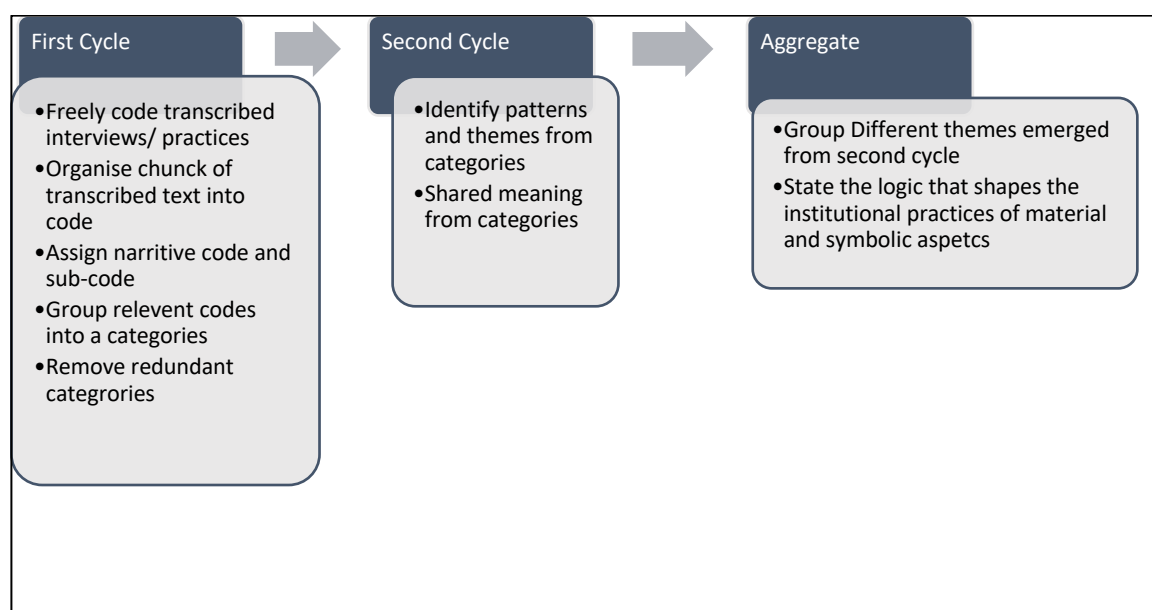 First Cycle
•Freely code transcribed
interviews/ practices
•Organise chunck of
transcribed text into
code
•Assign narritive code and
sub-code
•Group relevent codes
into a categories
•Remove redundant
categrories
Second Cycle
•Identify patterns
and themes from
categories
•Shared meaning
from categories
Aggregate
•Group Different themes emerged
from second cycle
•State the logic that shapes the
institutional practices of material
and symbolic aspetcs